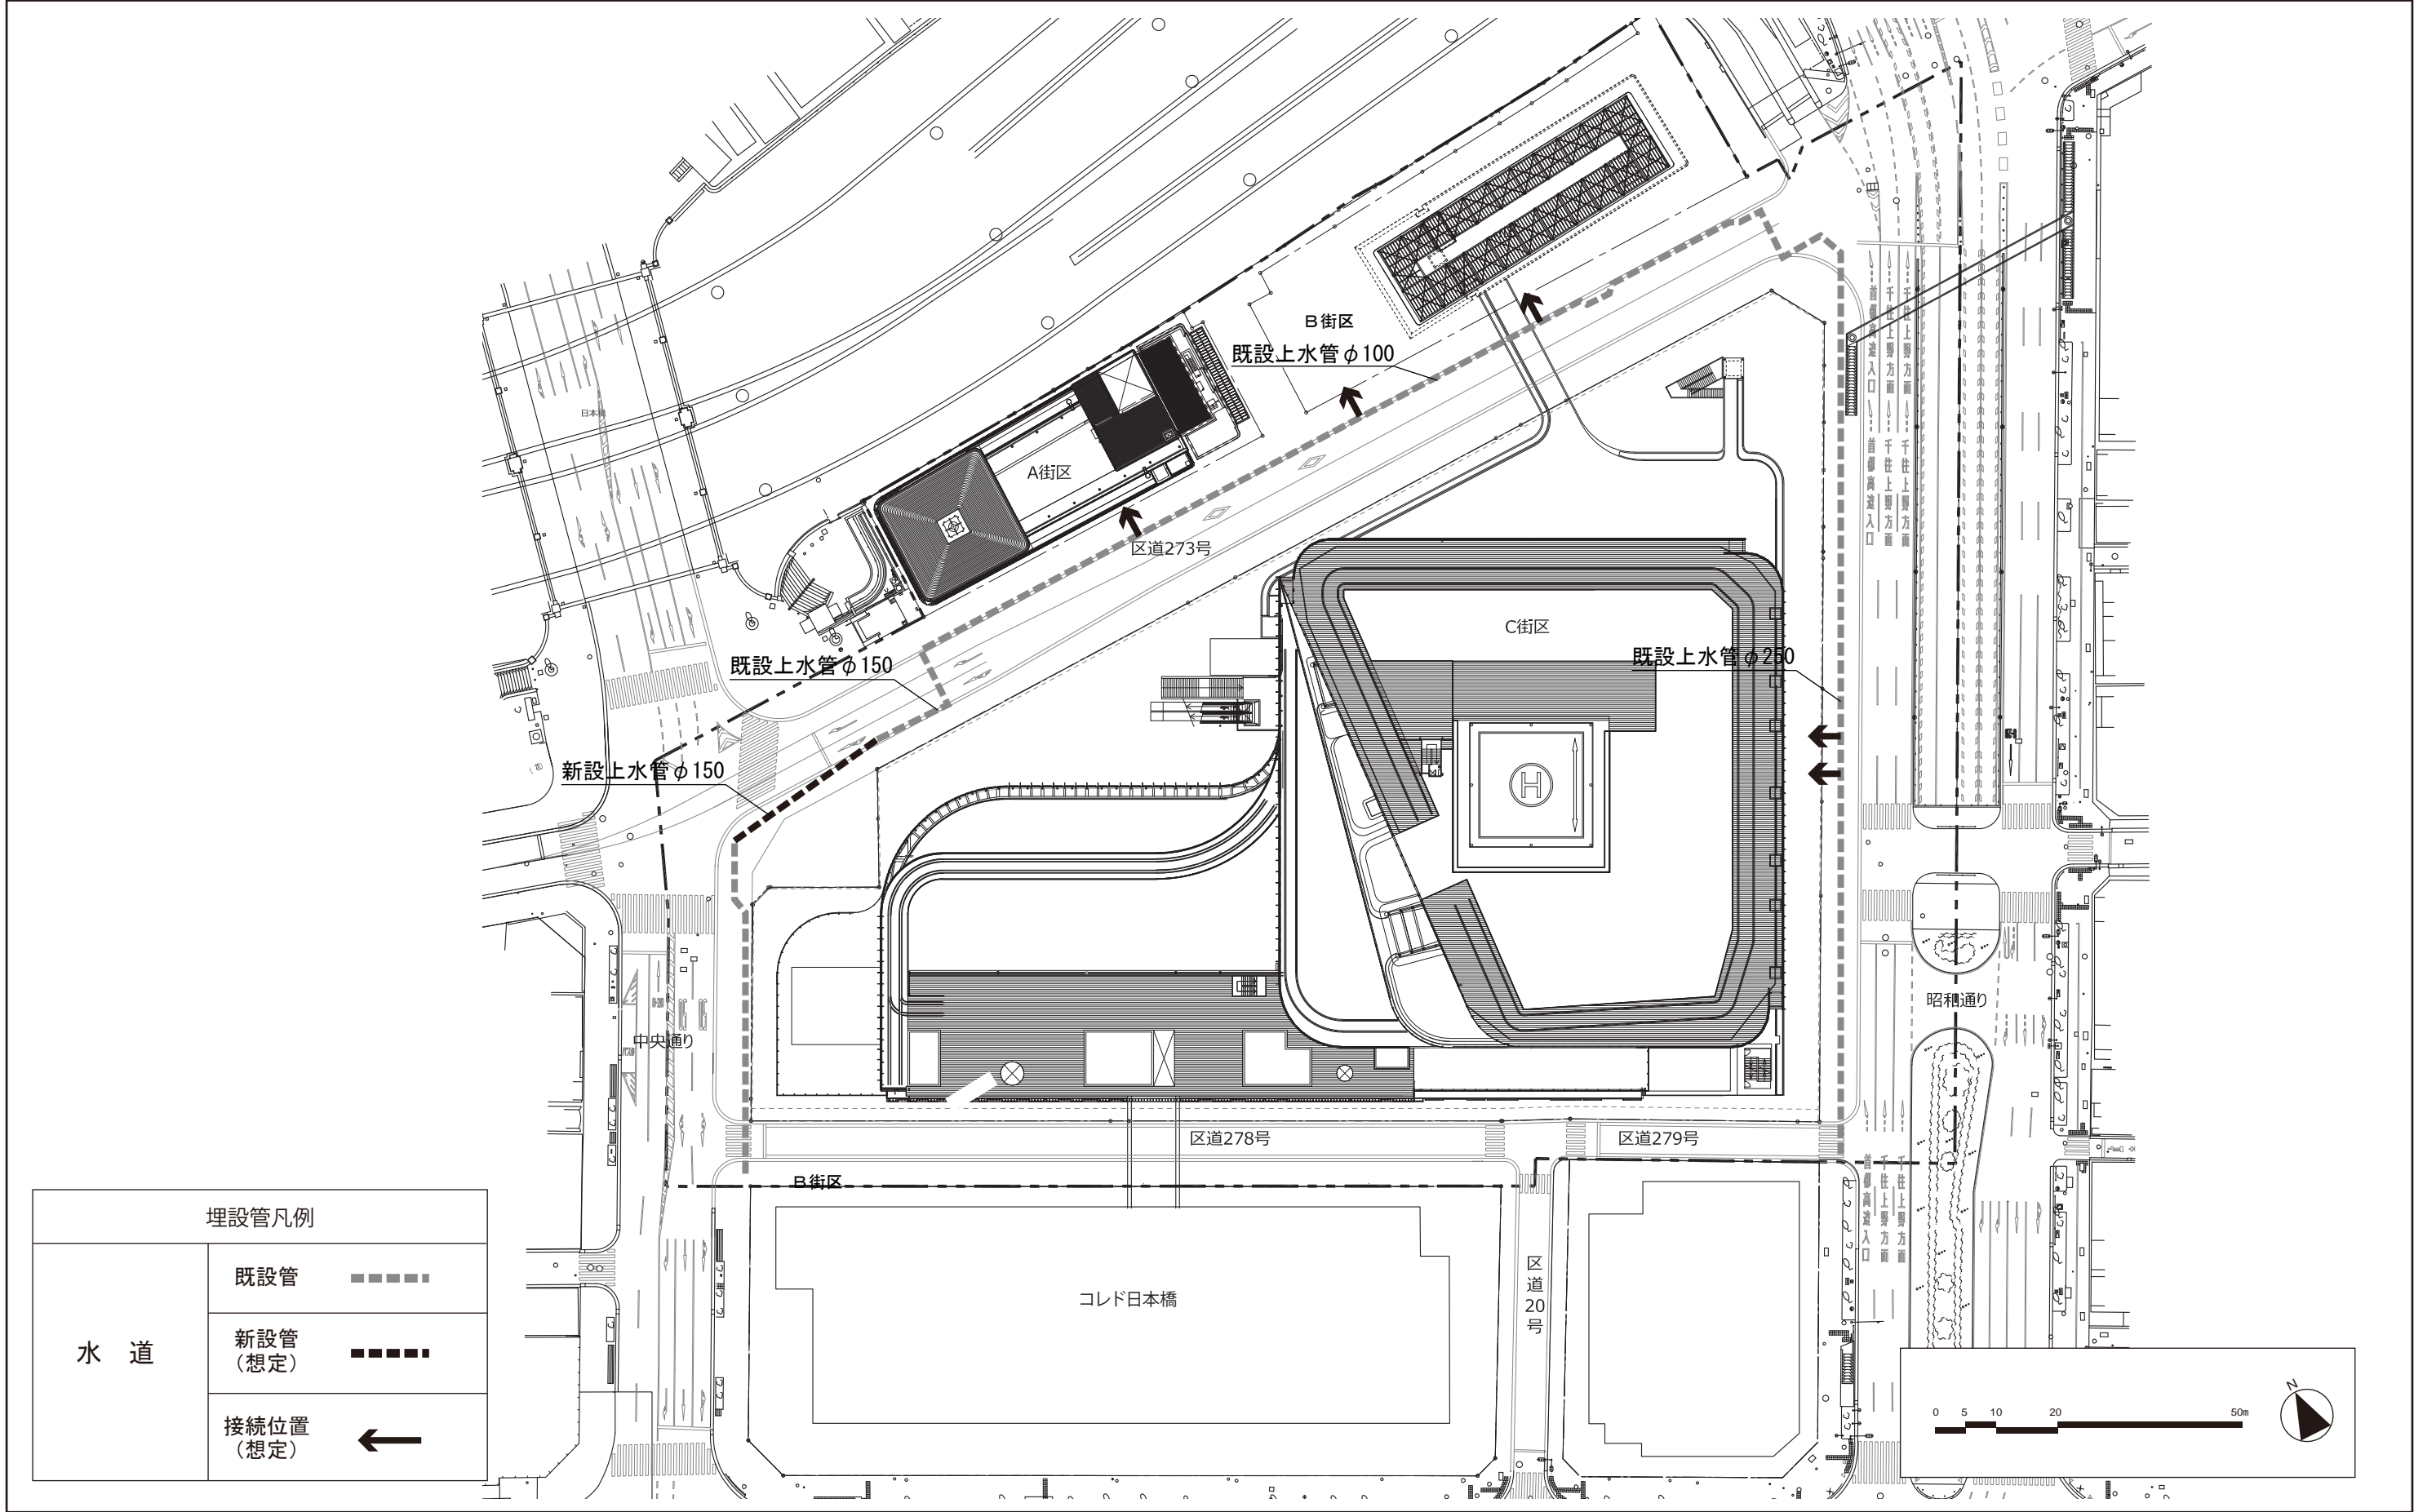 首都高速入口
千住上野方面
千住上野方面
B街区
既設上水管φ100
日本橋
A街区
首都高速入口
千住上野方面
千住上野方面
区道273号
C街区
既設上水管φ150
既設上水管φ250
新設上水管φ150
H
昭和通り
中央通り
区道278号
区道279号
B街区
首都高速入口
千住上野方面
千住上野方面
コレド日本橋
区道20号
埋設管凡例
水 道
既設管
新設管
(想定)
接続位置
(想定)
0 5 10 20 50m
N